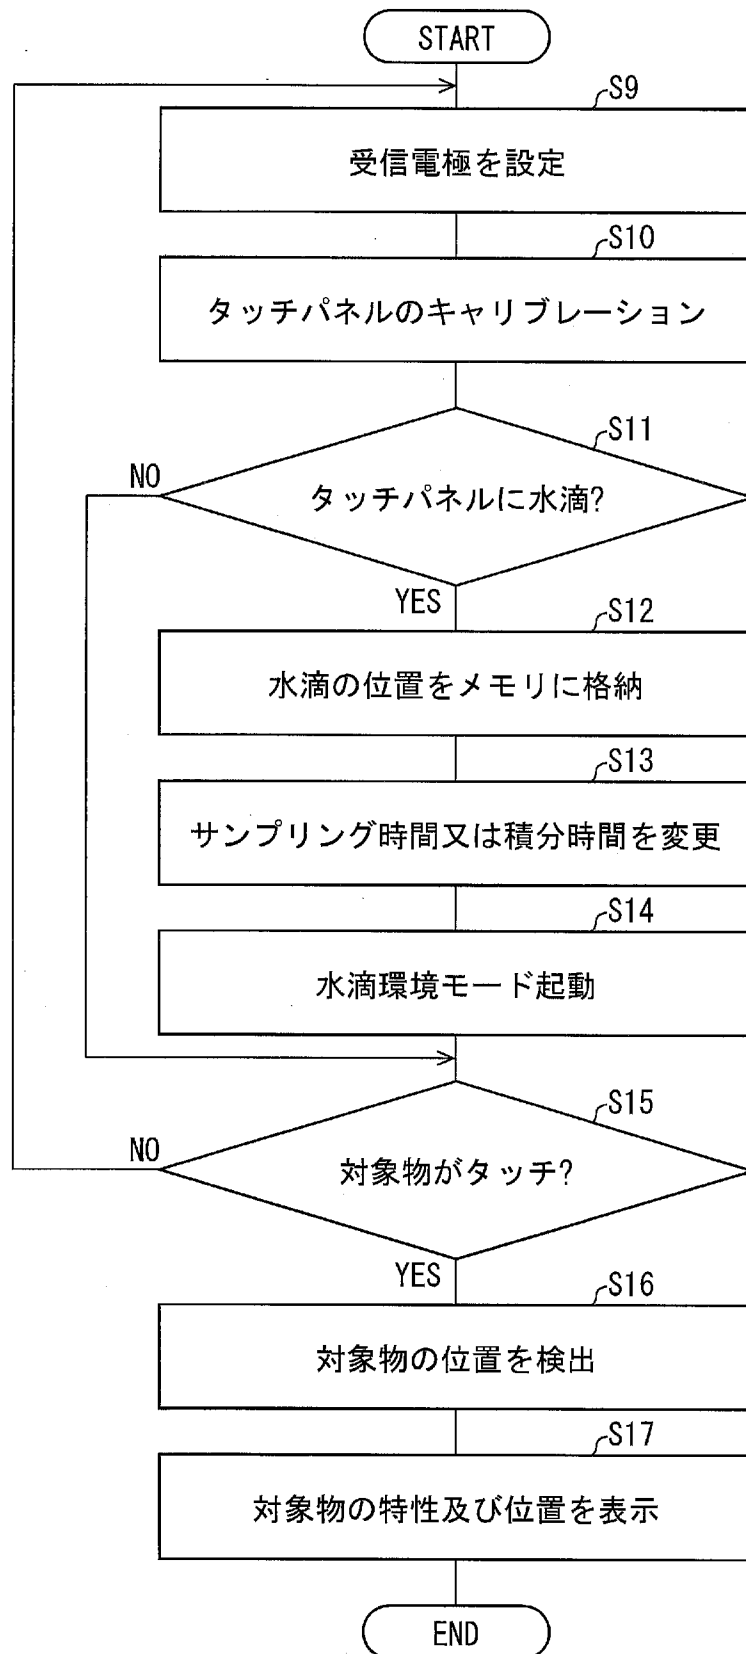 START
S9
受信電極を設定
S10
タッチパネルのキャリブレーション
S11
NO
タッチパネルに水滴?
YES
S12
水滴の位置をメモリに格納
S13
サンプリング時間又は積分時間を変更
S14
水滴環境モード起動
S15
NO
対象物がタッチ?
YES
S16
対象物の位置を検出
S17
対象物の特性及び位置を表示
END